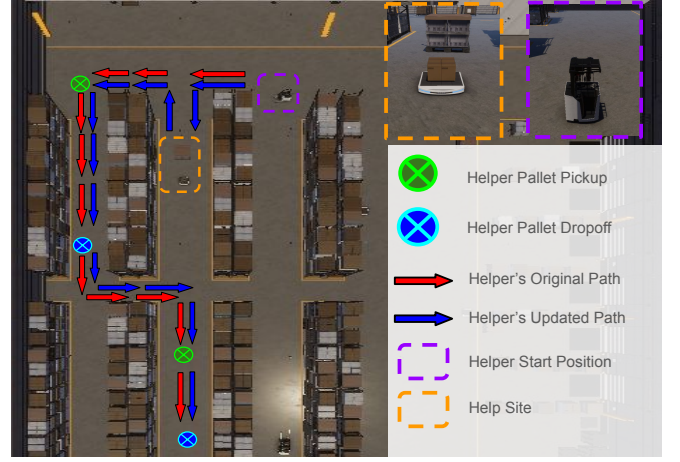 Helper Pallet Pickup
Helper Pallet Dropoff
Helper's Original Path
Helper's Updated Path
Helper Start Position
Help Site